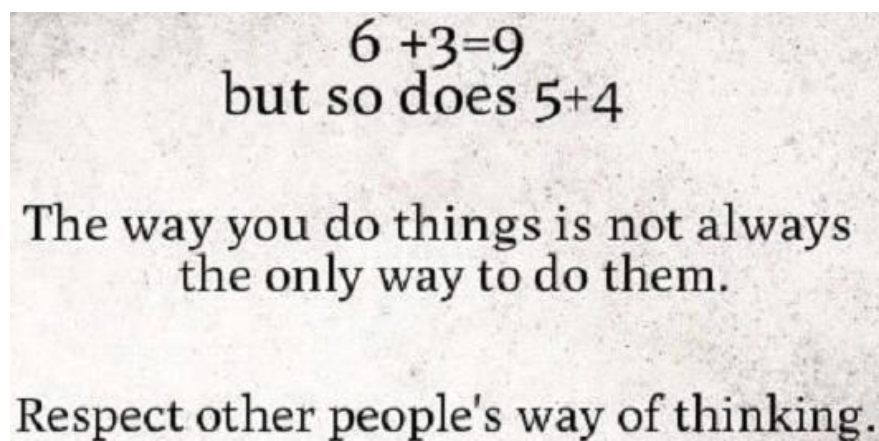 6 +3=9
but so does 5+4
The way you do things is not always
the only way to do them.
Respect other people's way of thinking.